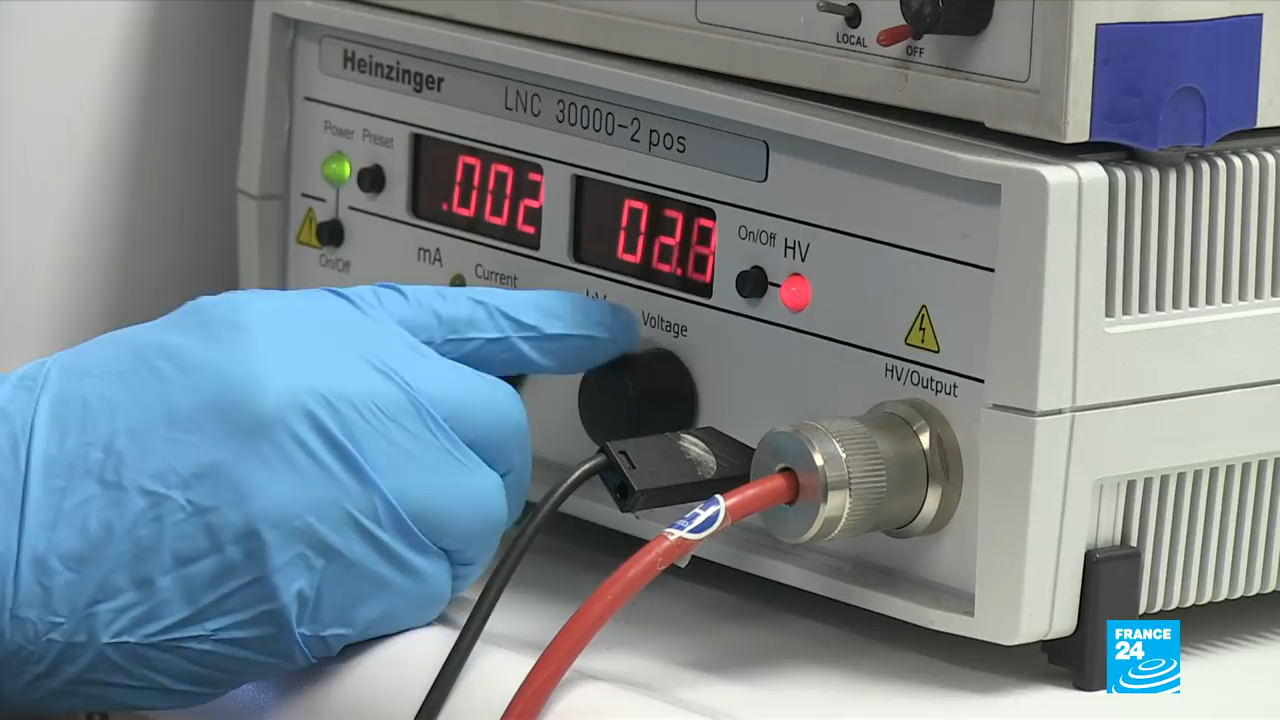 LOCAL
OFF
Heinzinger
LNC 30000-2 pos
Power
Preset
.002
03.8
On/Off
HV
On/Off
mA
Current
Voltage
HV/Output
FRANCE
24